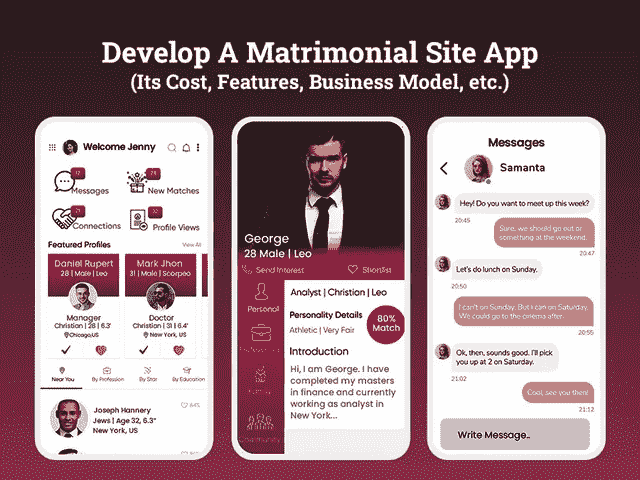 Develop A Matrimonial Site App
(Its Cost, Features, Business Model, etc.)
Welcome Jenny
Messages
New Matches
Connections
Profile Views
Featured Profiles
View All
Daniel Rupert
28 | Male | Leo
Manager
Christian | 28 | 6.3'
Chicago,US
Mark Jhon
31 | Male | Scorpeo
Doctor
Christian | 31 | 6.4'
New York, US
Near You
By Profession
By Star
By Education
Joseph Hannery
Jews | Age 32, 6.3"
New York, US
George
28 Male | Leo
Send Interest
Shortlist
Personal
Analyst | Christian | Leo
Personality Details
Athletic | Very Fair
80%
Match
Introduction
Hi, I am George. I have
completed my masters
in finance and currently
working as analyst in
New York...
Messages
Samanta
Hey! Do you want to meet up this week?
20:45
Sure, we should go out or
something at the weekend.
20:47
Let's do lunch on Sunday.
20:50
I can't on Sunday. But I can on Saturday.
We could go to the cinema after.
20:55
Ok, then, sounds good. I'll pick
you up at 2 on Saturday.
21:02
Cool, see you then!
21:12
Write Message..